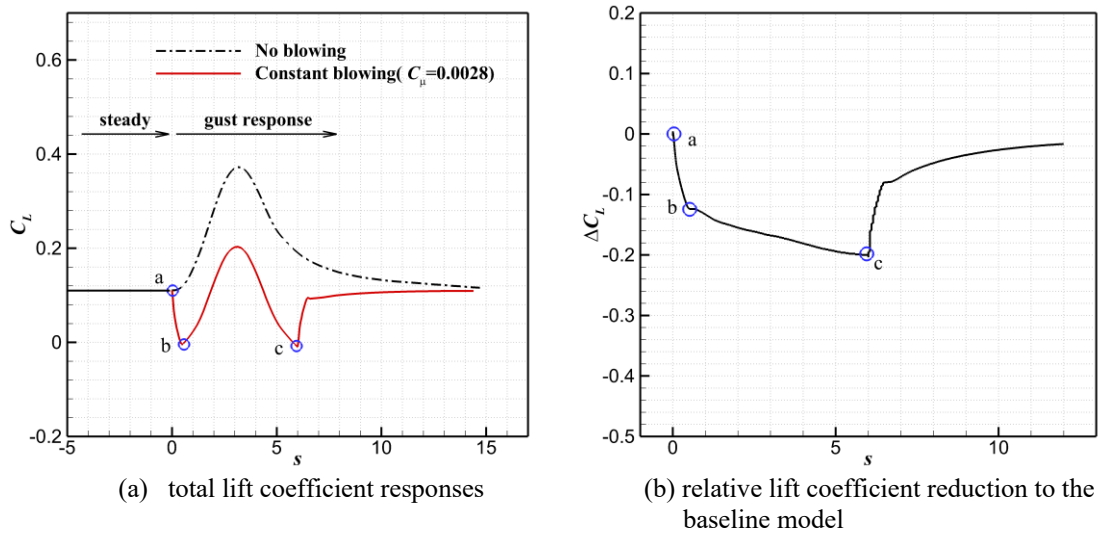 No blowing
Constant blowing( Cμ=0.0028)
steady
gust response
a
b
c
CL
0.6
0.4
0.2
0
-0.2
-5
0
5
10
15
s
(a) total lift coefficient responses
0.2
0.1
0
-0.1
-0.2
-0.3
-0.4
-0.5
ΔCL
a
b
c
0
5
10
s
(b) relative lift coefficient reduction to the
baseline model